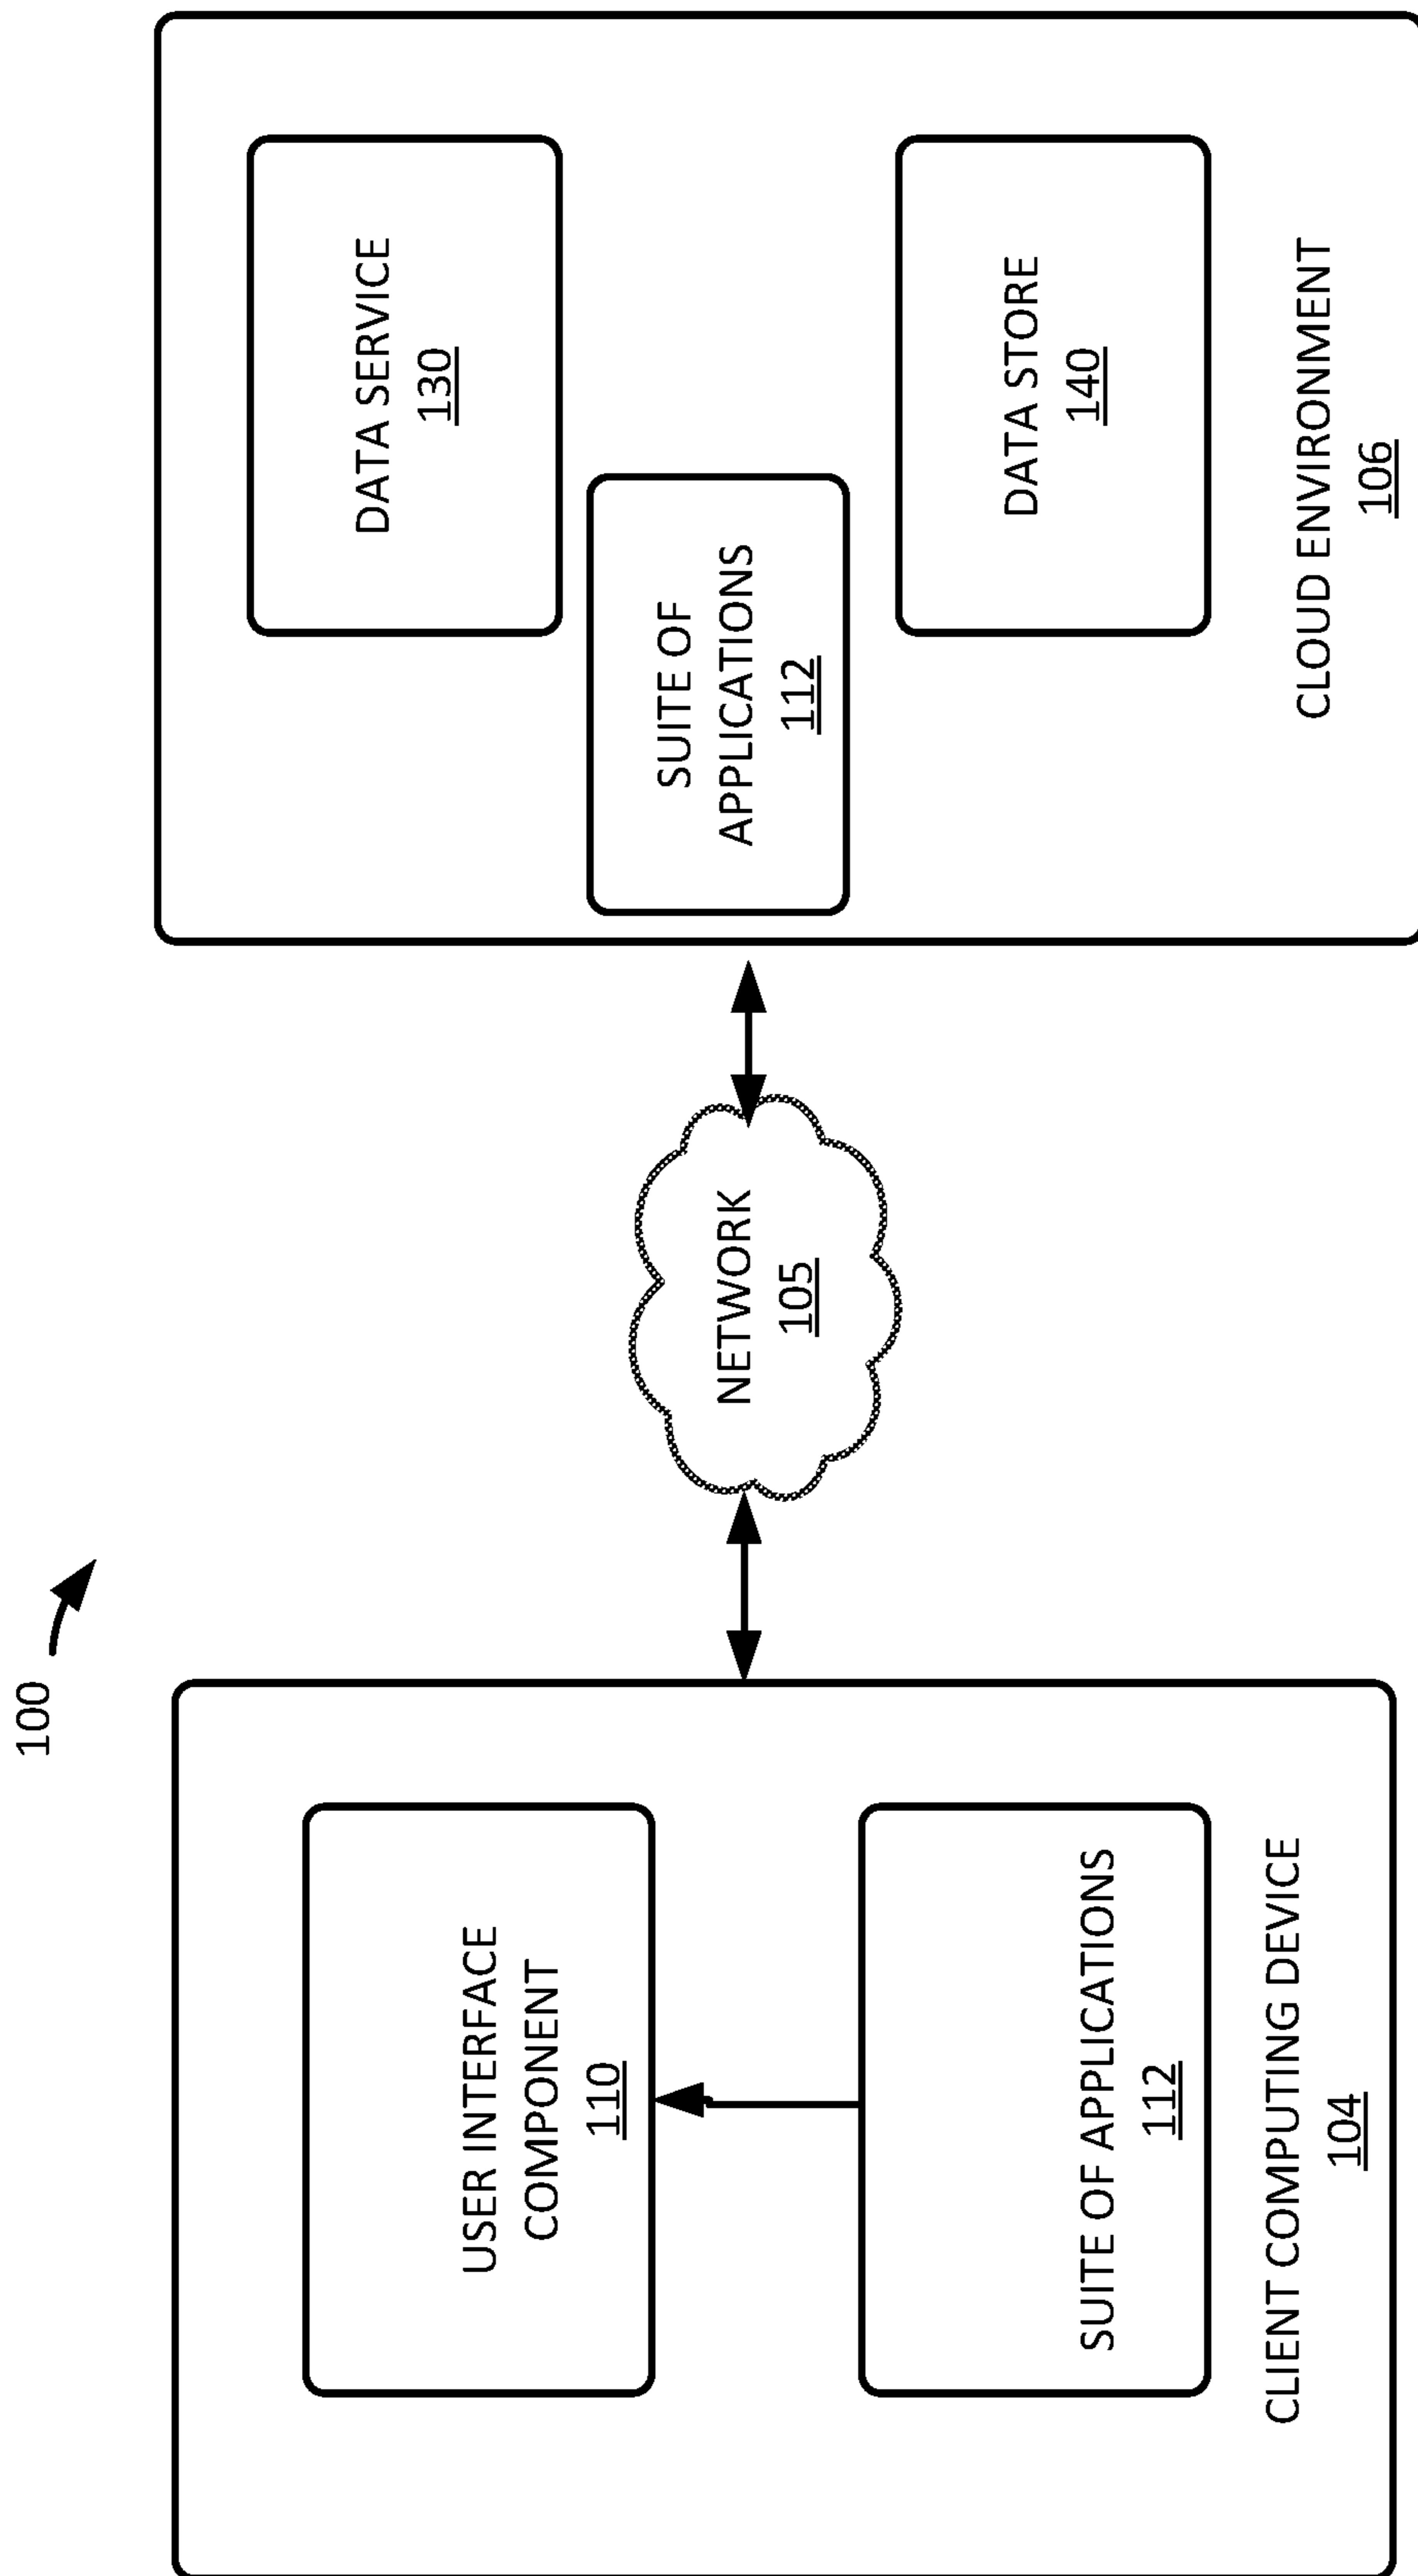 100
USER INTERFACE
COMPONENT
110
SUITE OF APPLICATIONS
112
CLIENT COMPUTING DEVICE
104
NETWORK
105
DATA SERVICE
130
SUITE OF
APPLICATIONS
112
DATA STORE
140
CLOUD ENVIRONMENT
106